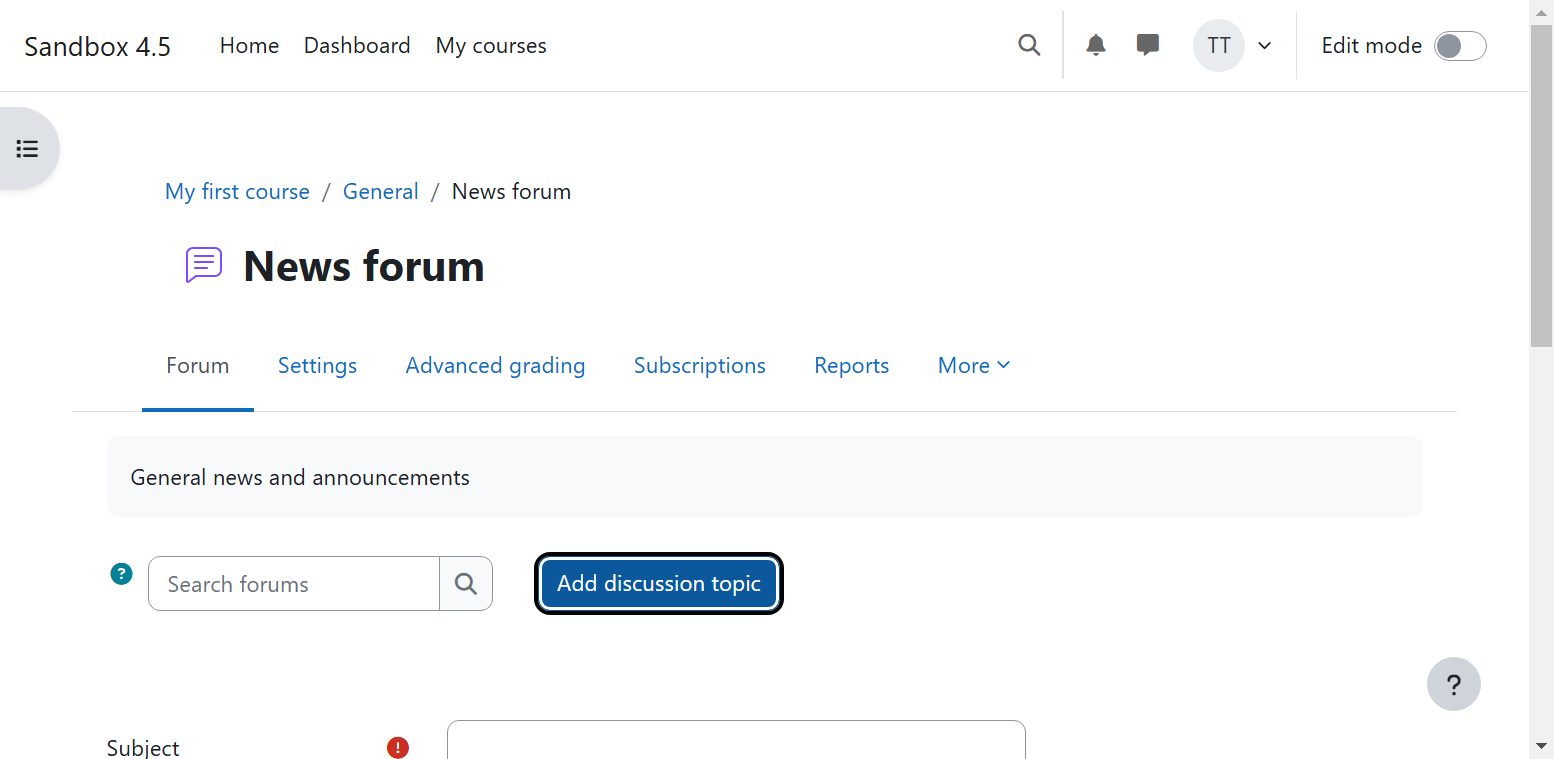 Sandbox 4.5 Home Dashboard My courses TT Edit mode
My first course / General / News forum
News forum
Forum Settings Advanced grading Subscriptions Reports More
General news and announcements
? Search forums Add discussion topic
?
Subject !